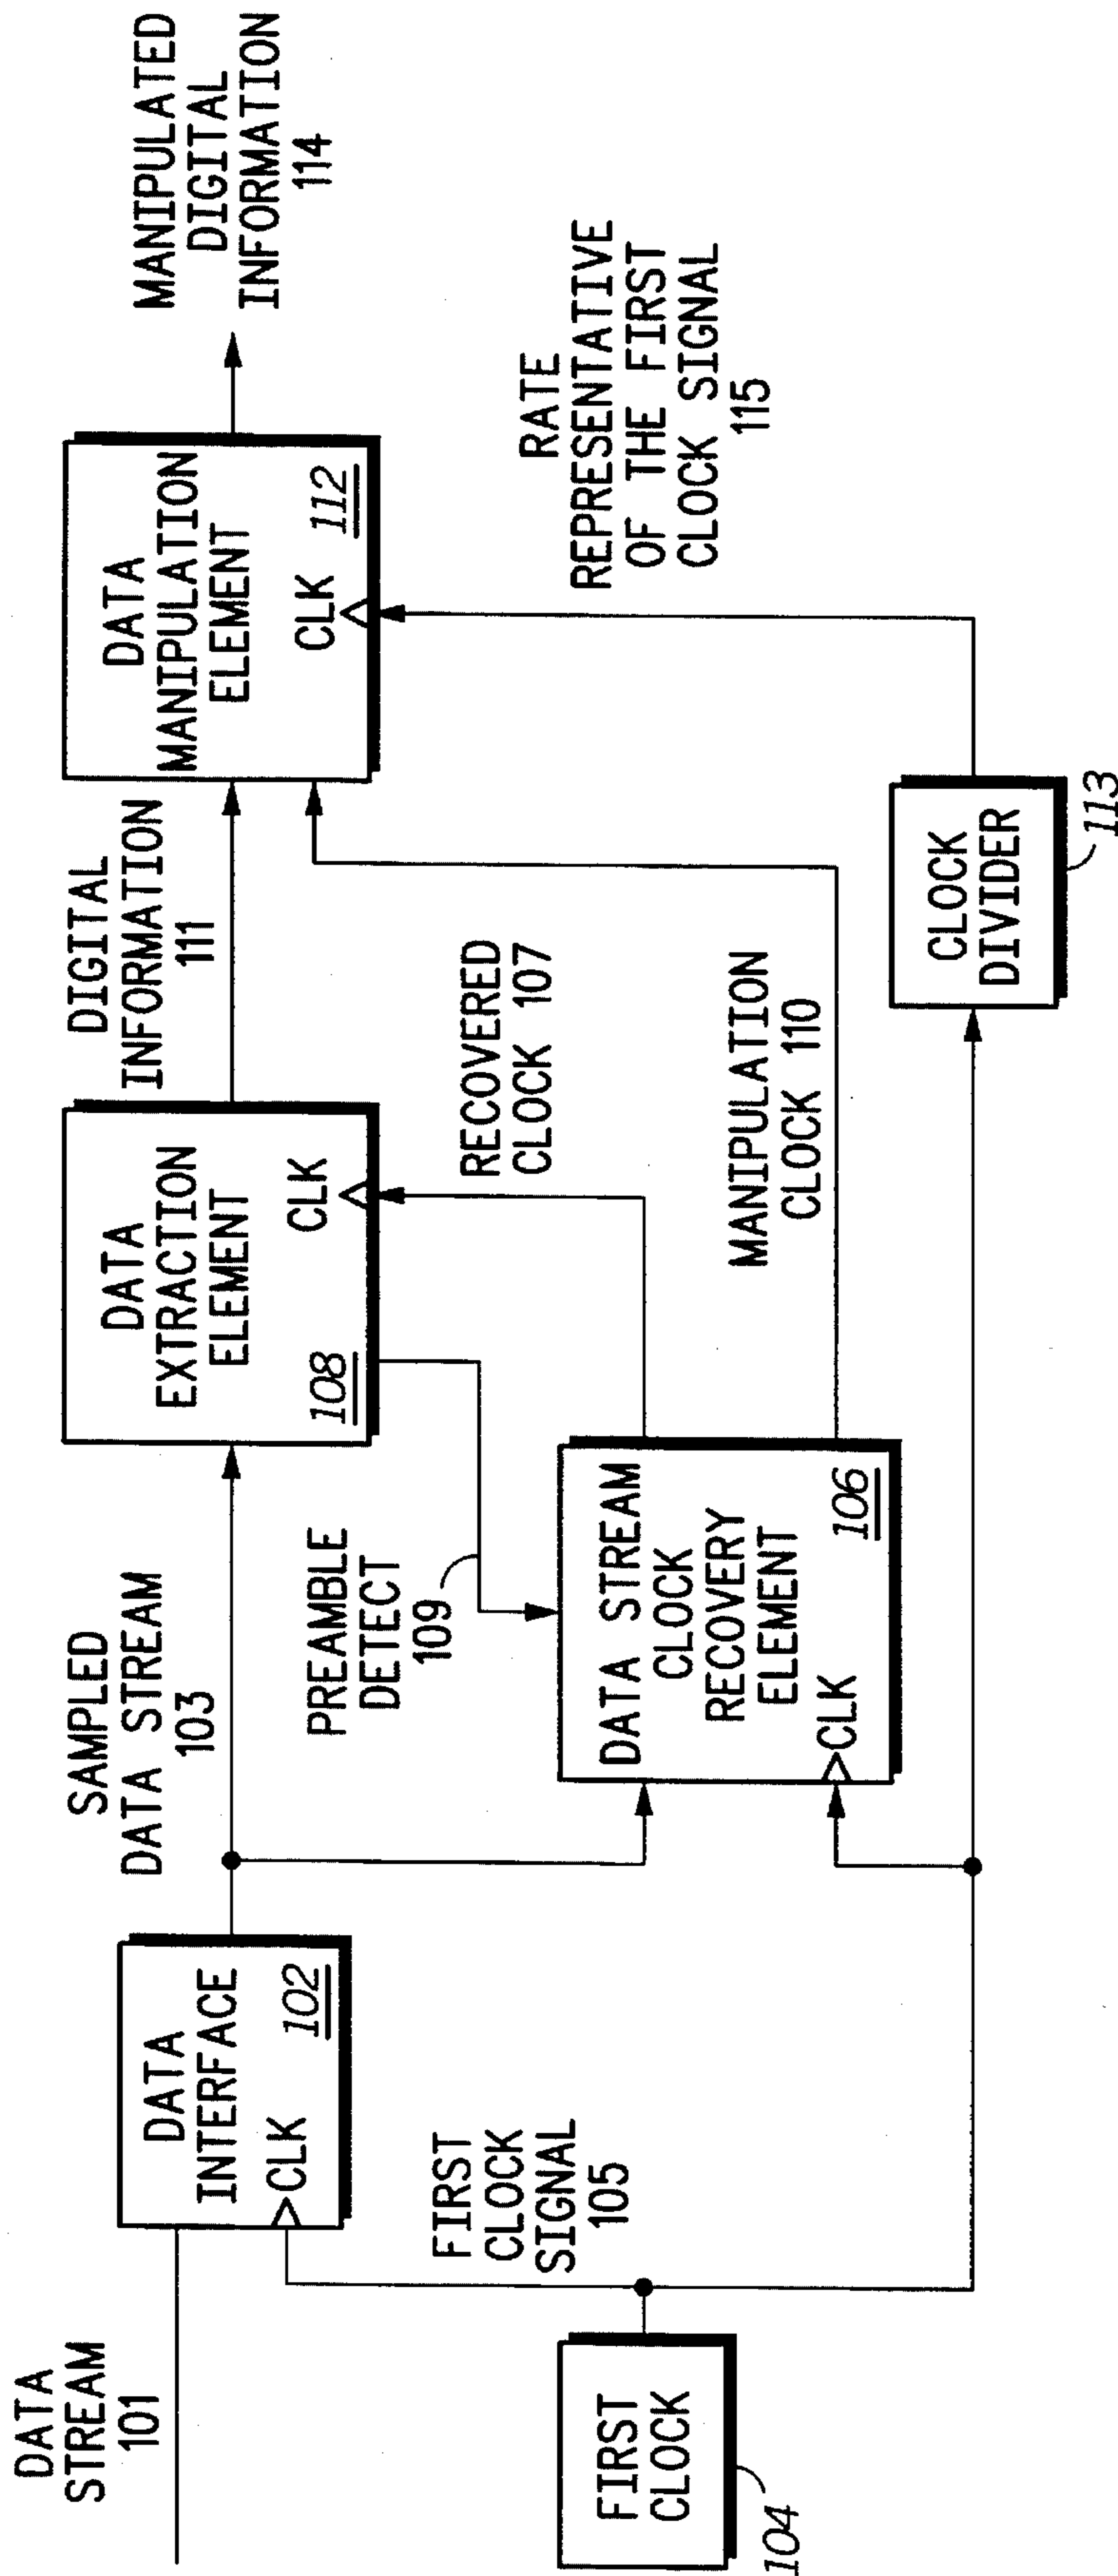 DATA
STREAM
101
DATA
INTERFACE
CLK
102
FIRST
CLOCK
104
FIRST
CLOCK
SIGNAL
105
SAMPLED
DATA STREAM
103
PREAMBLE
DETECT
109
DATA STREAM
CLOCK
RECOVERY
ELEMENT
CLK
106
DATA
EXTRACTION
ELEMENT
108
CLK
RECOVERED
CLOCK 107
MANIPULATION
CLOCK 110
DIGITAL
INFORMATION
111
CLOCK
DIVIDER
113
DATA
MANIPULATION
ELEMENT
CLK
112
RATE
REPRESENTATIVE
OF THE FIRST
CLOCK SIGNAL
115
MANIPULATED
DIGITAL
INFORMATION
114